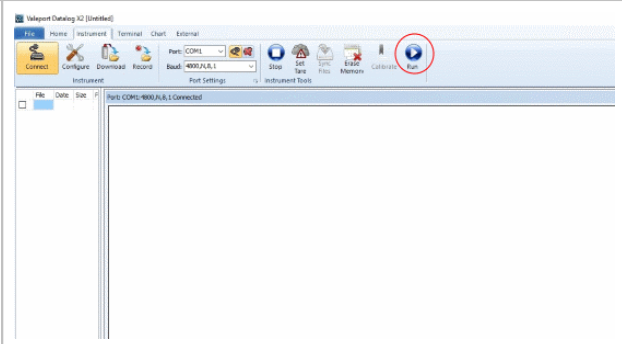 Valeport Datalog X2 [Untitled]
File Home Instrument Terminal Chart External
Port: COM1
Baud: 4800,N,8,1
Connect Configure Download Record Stop Set Tare Sync Files Erase Memory Calibrate Run
Instrument Port Settings Instrument Tools
File Date Size F
Port: COM1:4800,N,8,1 Connected